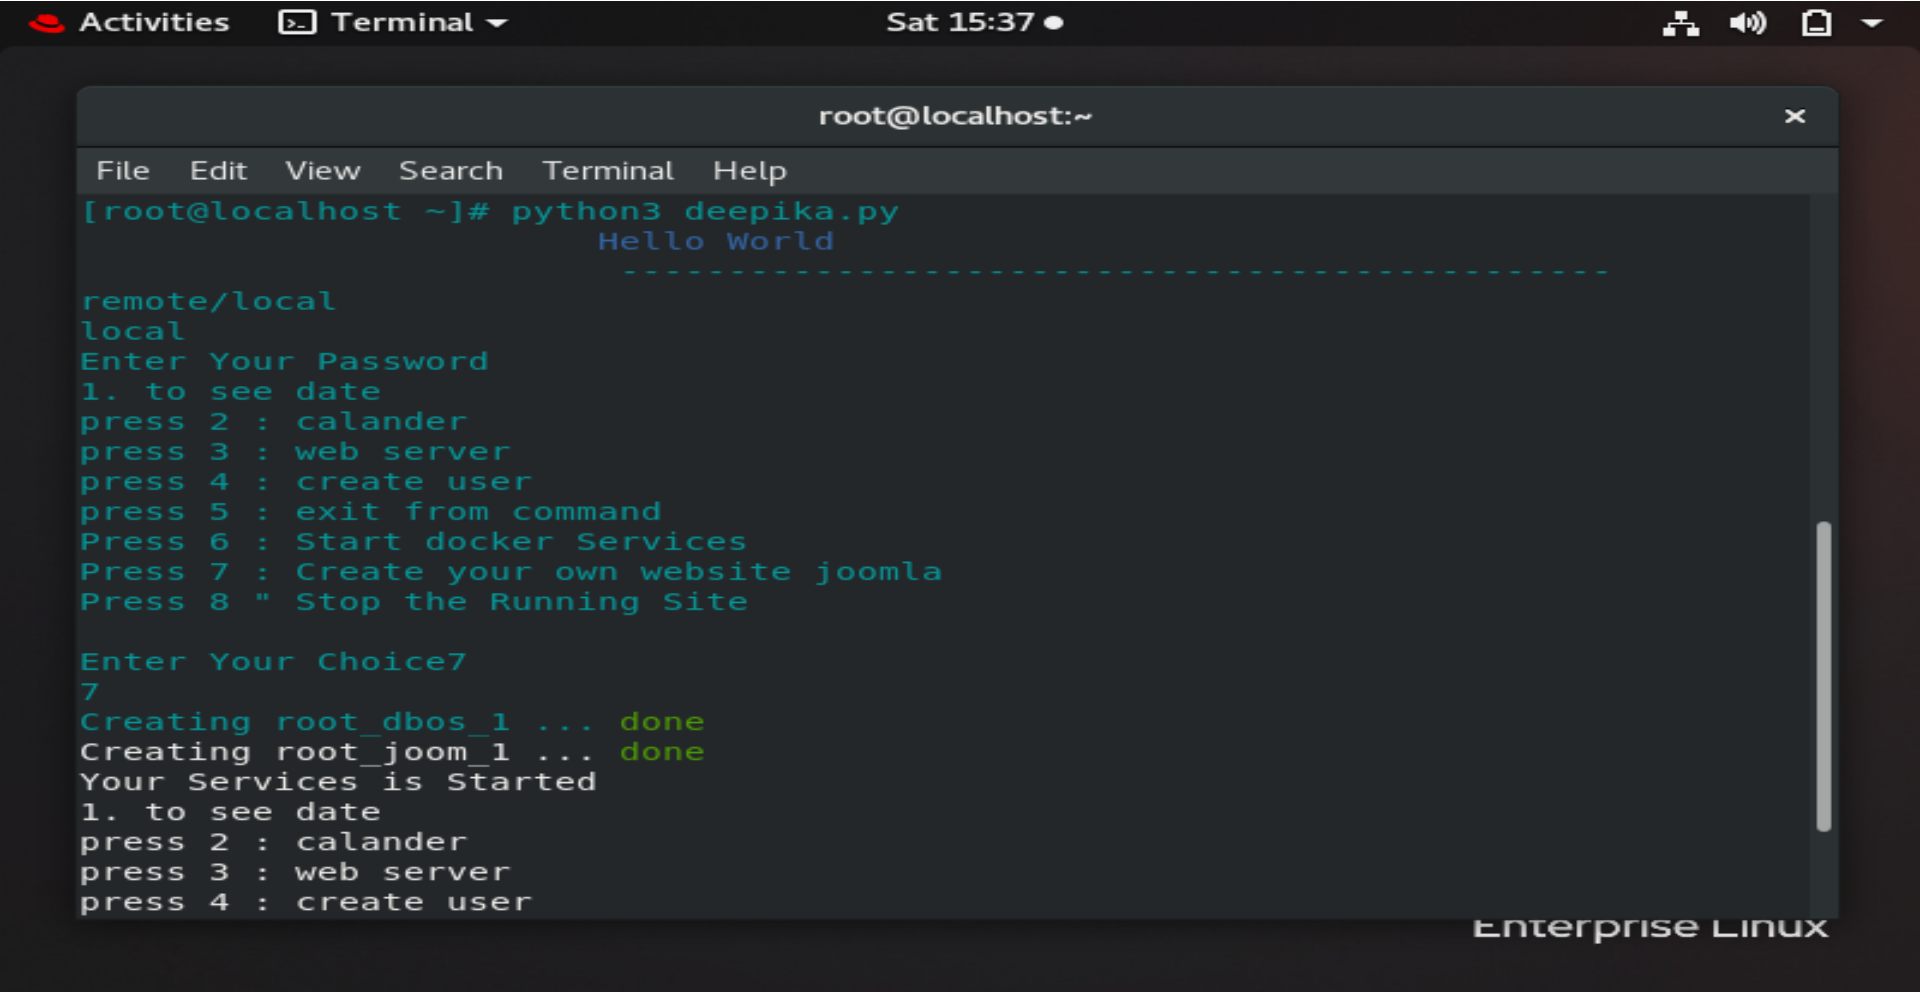 Activities Terminal Sat 15:37
root@localhost:~ ×
File Edit View Search Terminal Help
[root@localhost ~]# python3 deepika.py
Hello World
----------------------------------------------
remote/local
local
Enter Your Password
1. to see date
press 2 : calander
press 3 : web server
press 4 : create user
press 5 : exit from command
Press 6 : Start docker Services
Press 7 : Create your own website joomla
Press 8 " Stop the Running Site
Enter Your Choice7
7
Creating root_dbos_1 ... done
Creating root_joom_1 ... done
Your Services is Started
1. to see date
press 2 : calander
press 3 : web server
press 4 : create user
Enterprise Linux